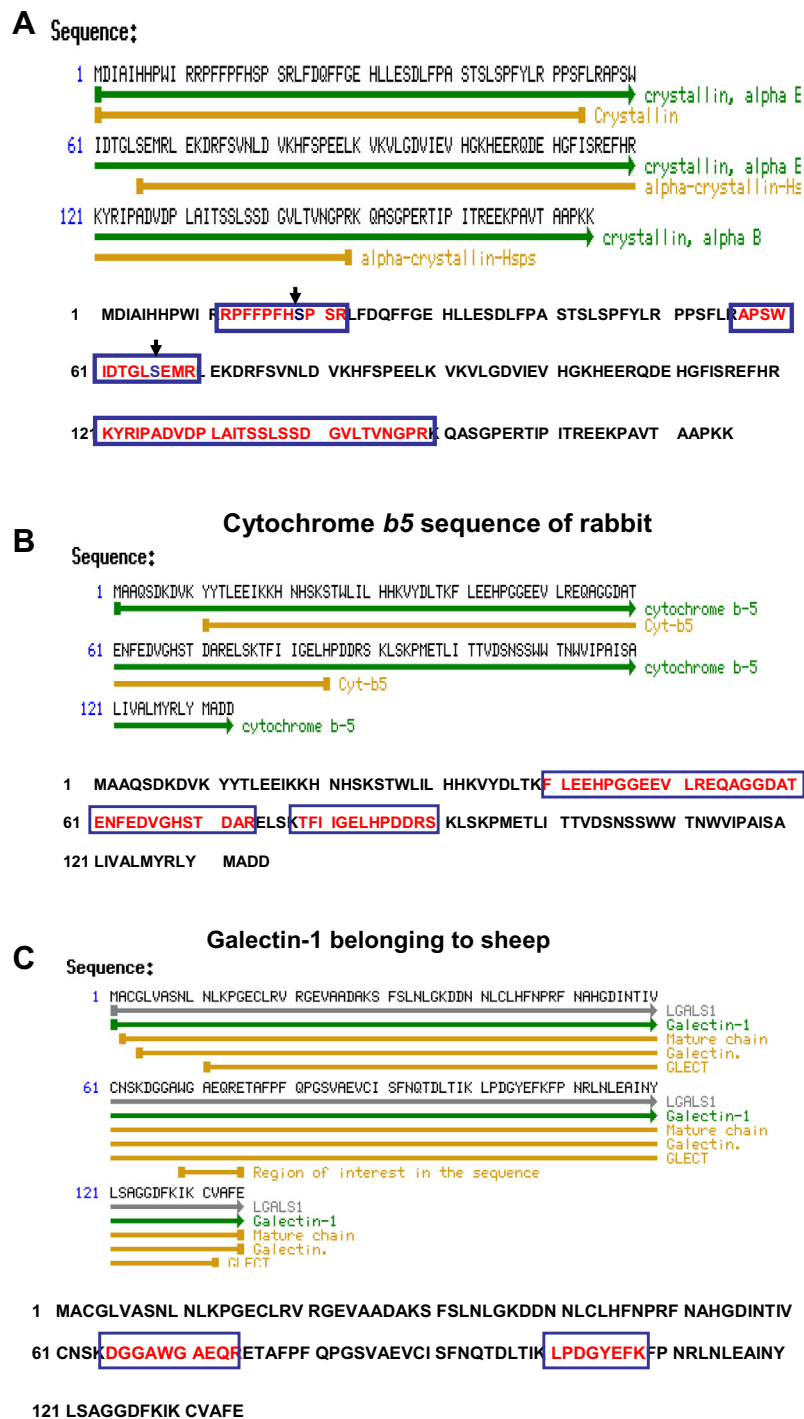 A
Sequence:
1 MDIAIHHPWI RRPFFPFHSP SRLFDQFFGE HLLESDLFPA STSLSPFYLR PPSFLRAPSW
crystallin, alpha B
Crystallin
61 IDTGLSEMRL EKDRFSVNLD VKHFSPEELK VKVLGDVIEV HGKHEERQDE HGFISREFHR
crystallin, alpha B
alpha-crystallin-Hs
121 KYRIPADVDP LAITSSLSSD GVLTVNGPRK QASGPERTIP ITREEKPAVT AAPKK
crystallin, alpha B
alpha-crystallin-Hsps
1 MDIAIHHPWI RRPFFPFHSP SRLFDQFFGE HLLESDLFPA STSLSPFYLR PPSFLRAPSW
61 IDTGLSEMRL EKDRFSVNLD VKHFSPEELK VKVLGDVIEV HGKHEERQDE HGFISREFHR
121 KYRIPADVDP LAITSSLSSD GVLTVNGPRK QASGPERTIP ITREEKPAVT AAPKK
Cytochrome b5 sequence of rabbit
B
Sequence:
1 MAAQSDKDVK YYTLEEIKKH NHSKSTWLIL HHKVYDLTKF LEEHPGGEEV LREQAGGDAT
cytochrome b-5
Cyt-b5
61 ENFEDVGHST DARELSKTFI IGELHPDDRS KLSKPMETLI TTVDSNSSWW TNWVIPAISA
cytochrome b-5
Cyt-b5
121 LIVALMYRLY MADD
cytochrome b-5
1 MAAQSDKDVK YYTLEEIKKH NHSKSTWLIL HHKVYDLTKF LEEHPGGEEV LREQAGGDAT
61 ENFEDVGHST DARELSKTFI IGELHPDDRS KLSKPMETLI TTVDSNSSWW TNWVIPAISA
121 LIVALMYRLY MADD
Galectin-1 belonging to sheep
C
Sequence:
1 MACGLVASNL NLKPGECLRV RGEVAADAKS FSLNLGKDDN NLCLHFNPRF NAHGDINTIV
LGALS1
Galectin-1
Mature chain
Galectin.
GLECT
61 CNSKDGGAWG AEQRETAFPF QPGSVAEVCI SFNQTDLTIK LPDGYEFKFP NRLNLEAINY
LGALS1
Galectin-1
Mature chain
Galectin.
GLECT
Region of interest in the sequence
121 LSAGGDFKIK CVAFE
LGALS1
Galectin-1
Mature chain
Galectin.
GLECT
1 MACGLVASNL NLKPGECLRV RGEVAADAKS FSLNLGKDDN NLCLHFNPRF NAHGDINTIV
61 CNSKDGGAWG AEQRETAFPF QPGSVAEVCI SFNQTDLTIK LPDGYEFKFP NRLNLEAINY
121 LSAGGDFKIK CVAFE